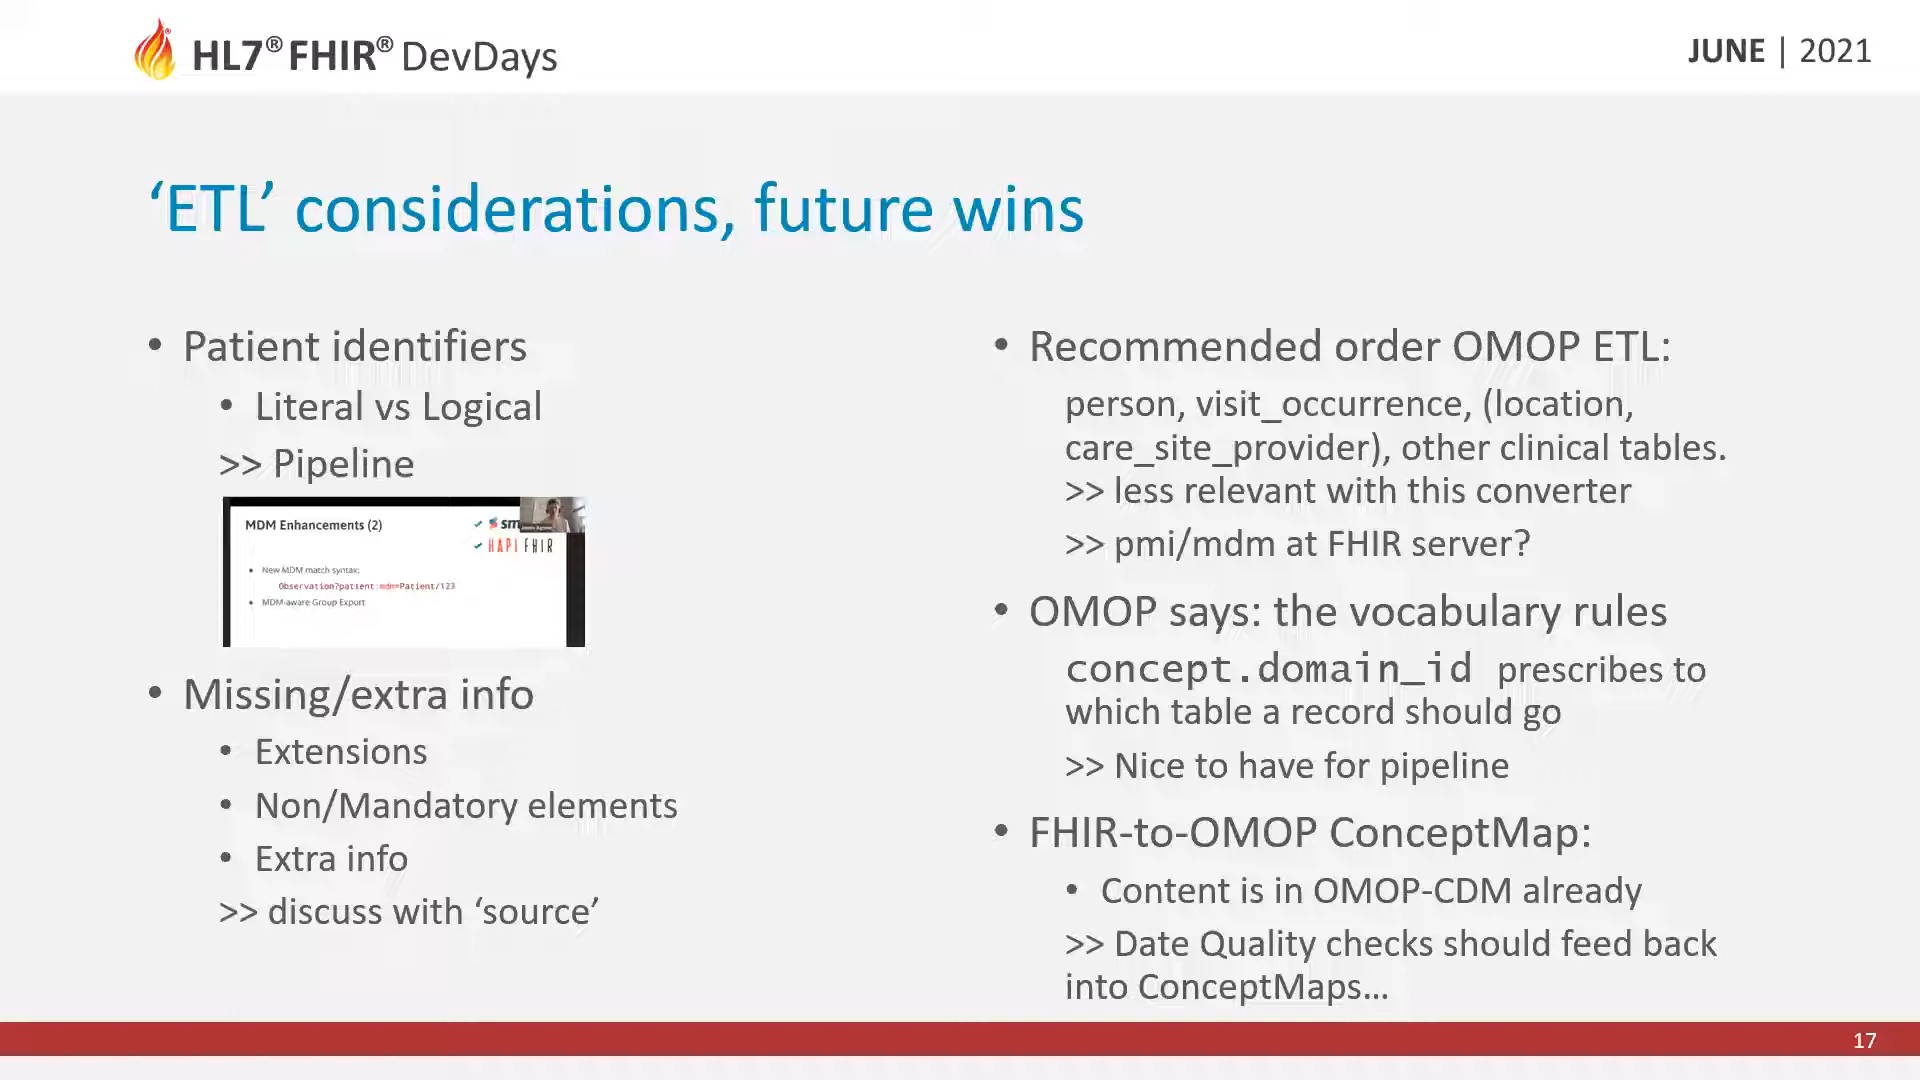 HL7® FHIR® DevDays
JUNE | 2021
‘ETL’ considerations, future wins
• Patient identifiers
• Literal vs Logical
>> Pipeline
MDM Enhancements (2)
HAPI FHIR
• New MDM match syntax:
Observation?patient:mdm=Patient/123
• MDM-aware Group Export
• Missing/extra info
• Extensions
• Non/Mandatory elements
• Extra info
>> discuss with ‘source’
• Recommended order OMOP ETL:
person, visit_occurrence, (location,
care_site_provider), other clinical tables.
>> less relevant with this converter
>> pmi/mdm at FHIR server?
• OMOP says: the vocabulary rules
concept.domain_id prescribes to
which table a record should go
>> Nice to have for pipeline
• FHIR-to-OMOP ConceptMap:
• Content is in OMOP-CDM already
>> Date Quality checks should feed back
into ConceptMaps…
17